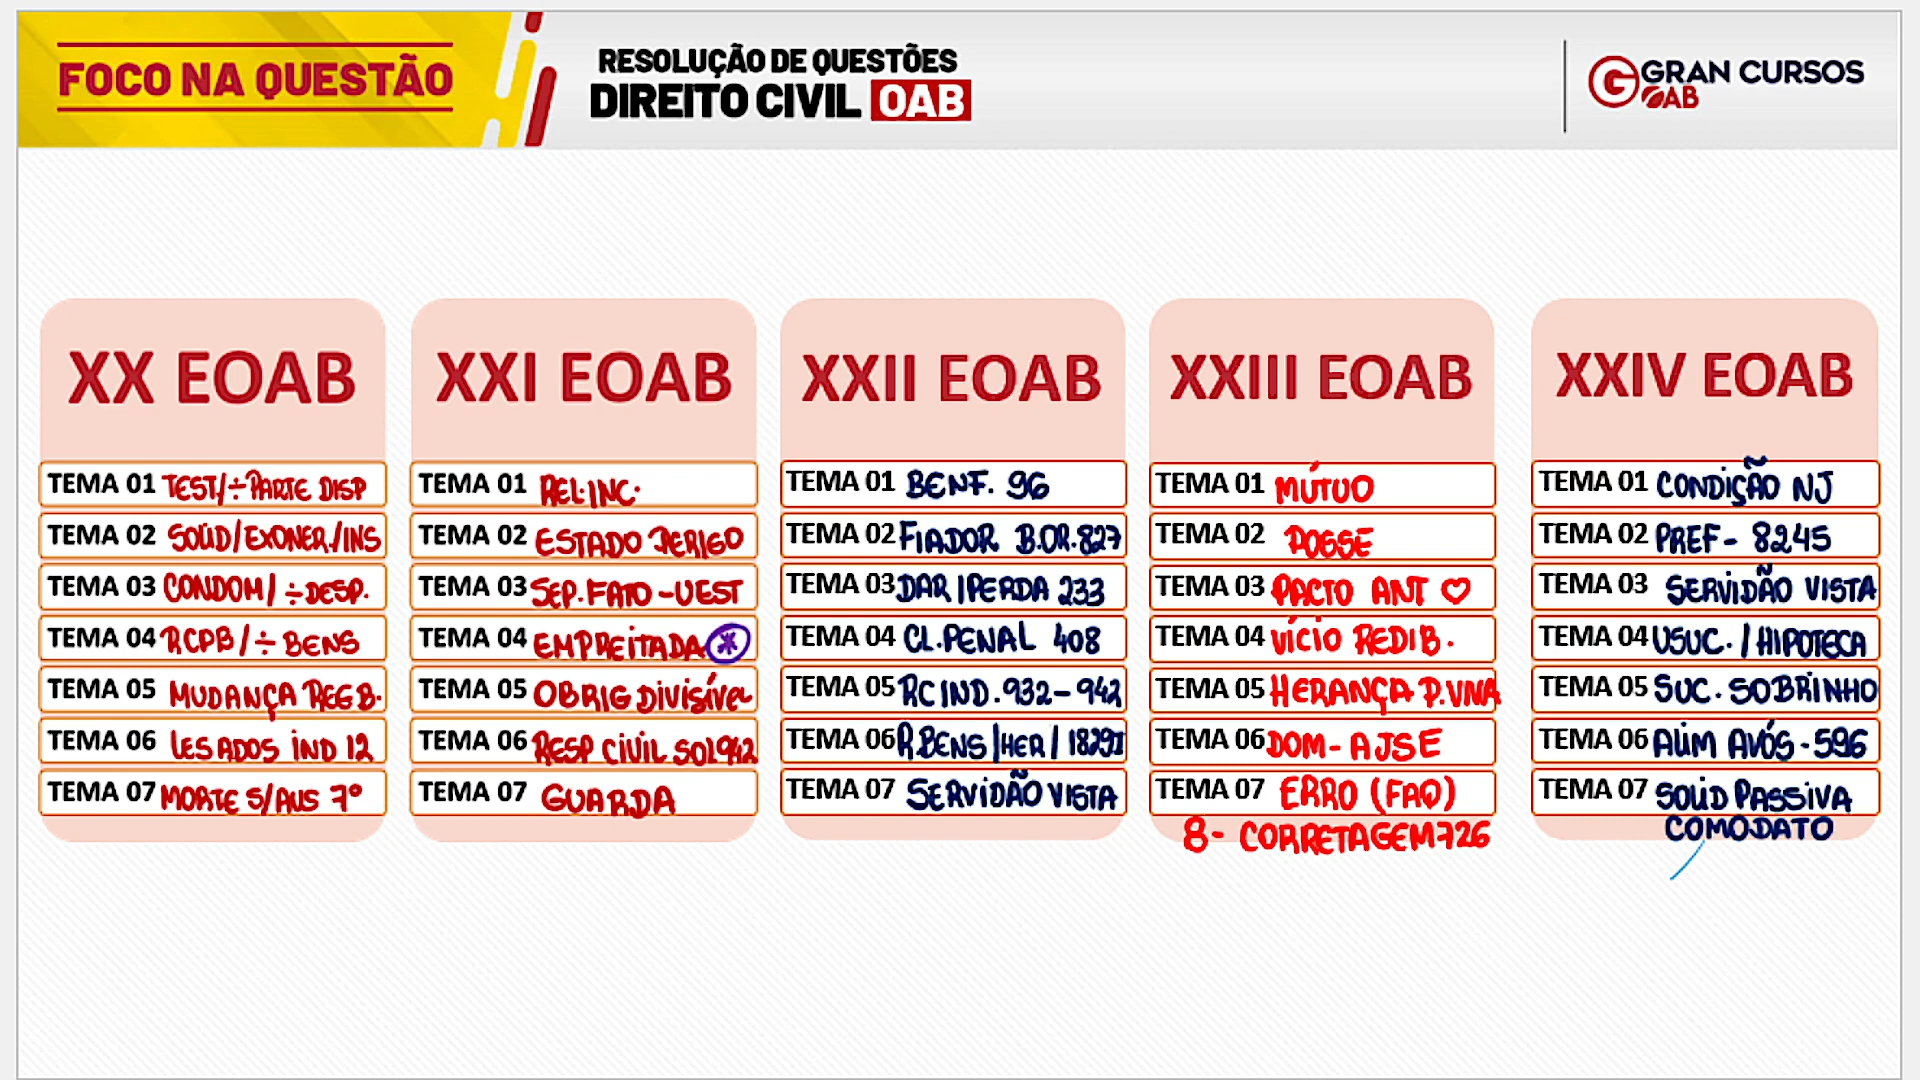 FOCO NA QUESTÃO
RESOLUÇÃO DE QUESTÕES
DIREITO CIVIL OAB
GRAN CURSOS
OAB
XX EOAB
TEMA 01 TEST/÷PARTE DISP
TEMA 02 SOLID/EXONER./INS
TEMA 03 CONDOM/÷DESP.
TEMA 04 RCPB/÷BENS
TEMA 05 MUDANÇA REG B.
TEMA 06 LESADOS IND 12
TEMA 07 MORTE S/AUS 7º
XXI EOAB
TEMA 01 REL.INC.
TEMA 02 ESTADO PERIGO
TEMA 03 SEP.FATO-UEST
TEMA 04 EMPREITADA *
TEMA 05 OBRIG DIVISÍVEL
TEMA 06 RESP CIVIL SOL942
TEMA 07 GUARDA
XXII EOAB
TEMA 01 BENF. 96
TEMA 02 FIADOR B.OR.827
TEMA 03 DAR IPERDA 233
TEMA 04 CL.PENAL 408
TEMA 05 RC IND.932-942
TEMA 06 R.BENS/HER/1829I
TEMA 07 SERVIDÃO VISTA
XXIII EOAB
TEMA 01 MÚTUO
TEMA 02 POSSE
TEMA 03 PACTO ANT ♡
TEMA 04 VÍCIO REDIB.
TEMA 05 HERANÇA P.VIVA
TEMA 06 DOM-AJSE
TEMA 07 ERRO (FAQ)
8- CORRETAGEM 726
XXIV EOAB
TEMA 01 CONDIÇÃO NJ
TEMA 02 PREF- 8245
TEMA 03 SERVIDÃO VISTA
TEMA 04 USUC./HIPOTECA
TEMA 05 SUC. SOBRINHO
TEMA 06 ALIM AVÓS-596
TEMA 07 SOLID PASSIVA
COMODATO